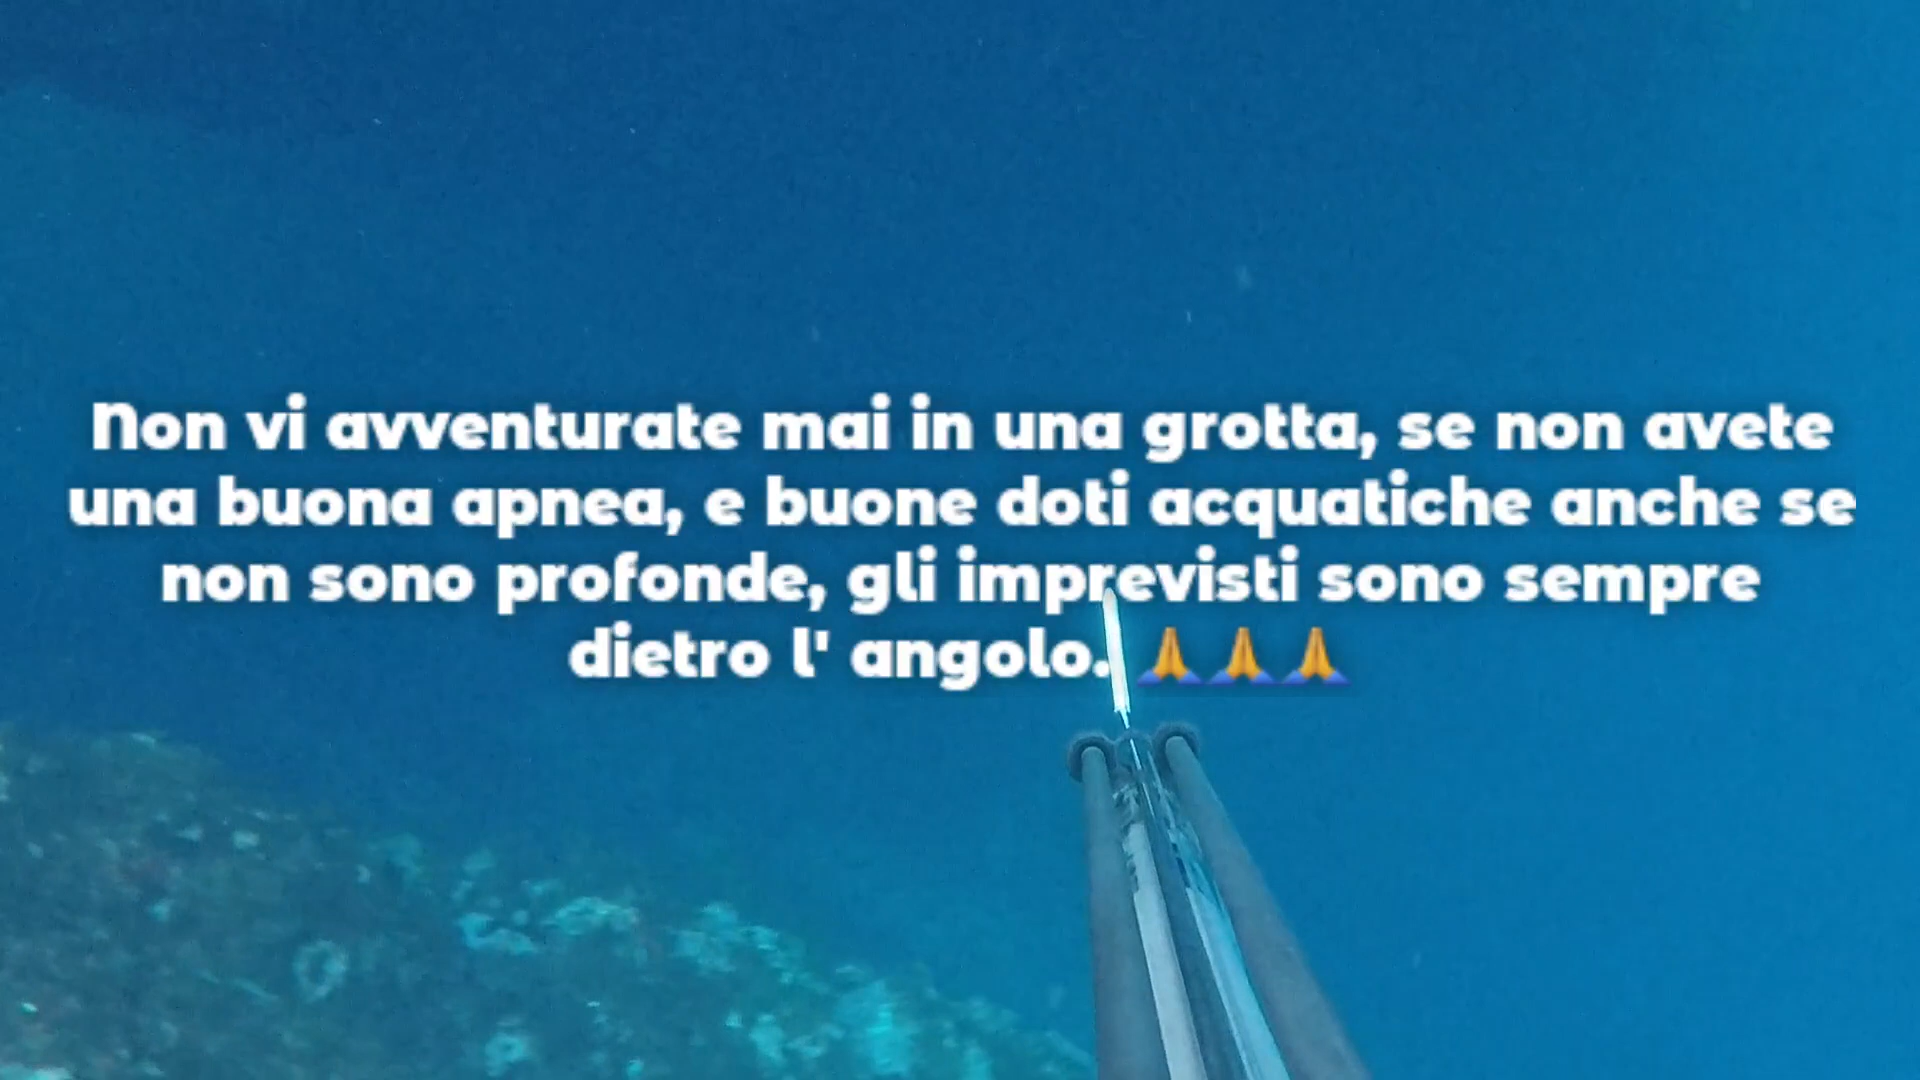 Non vi avventurate mai in una grotta, se non avete
una buona apnea, e buone doti acquatiche anche se
non sono profonde, gli imprevisti sono sempre
dietro l' angolo. 🙏🙏🙏